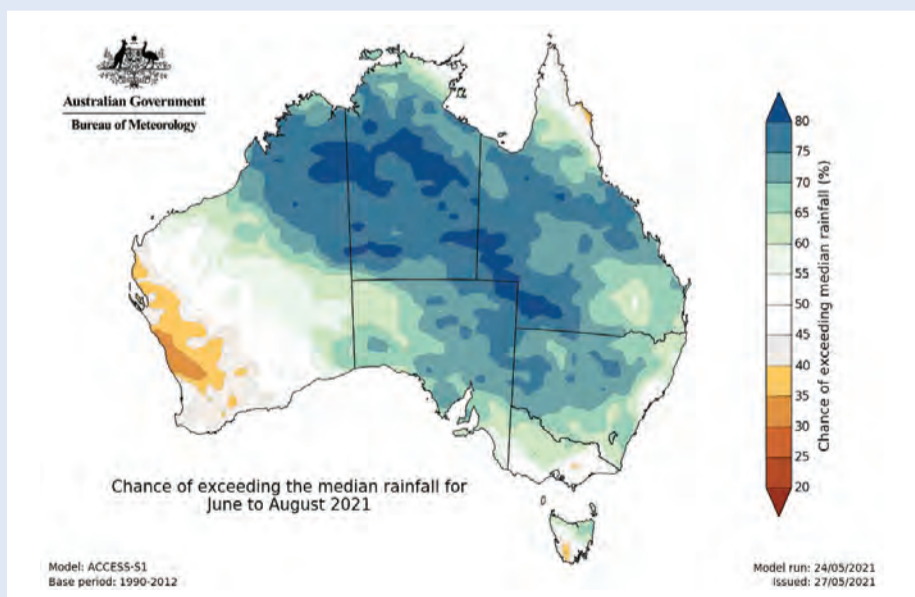 Australian Government
Bureau of Meteorology
80
75
70
65
60
55
50
45
40
35
30
25
20
Chance of exceeding median rainfall (%)
Chance of exceeding the median rainfall for
June to August 2021
Model: ACCESS-S1
Base period: 1990-2012
Model run: 24/05/2021
Issued: 27/05/2021